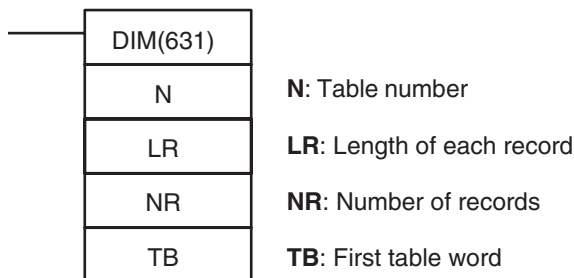 DIM(631)
N N: Table number
LR LR: Length of each record
NR NR: Number of records
TB TB: First table word